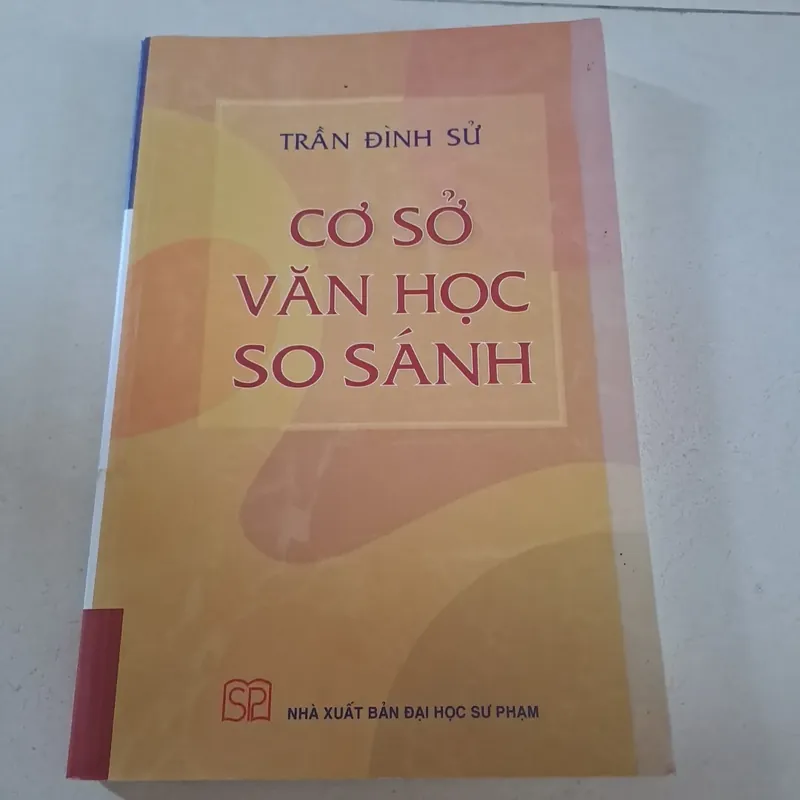 TRẦN ĐÌNH SỬ
CƠ SỞ
VĂN HỌC
SO SÁNH
SP
NHÀ XUẤT BẢN ĐẠI HỌC SƯ PHẠM